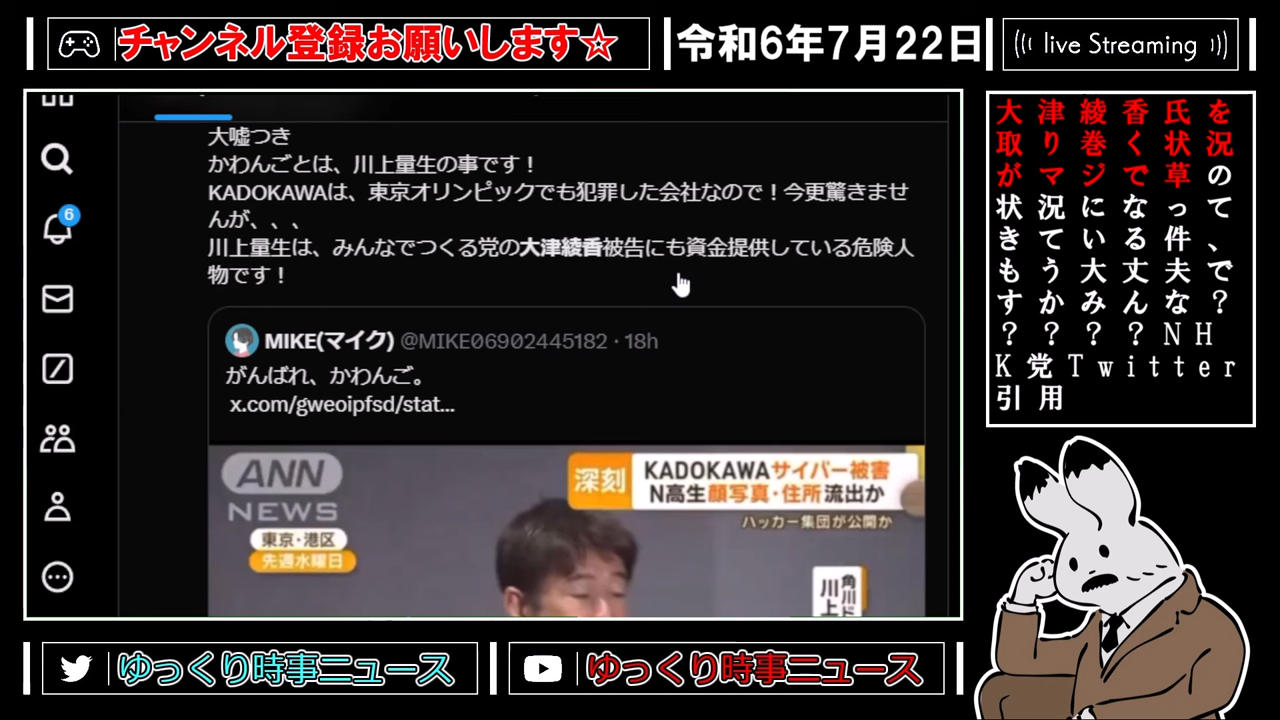 チャンネル登録お願いします☆
令和6年7月22日
live Streaming
大嘘つき
かわんごとは、川上量生の事です！
KADOKAWAは、東京オリンピックでも犯罪した会社なので！今更驚きませ
んが、、、
川上量生は、みんなでつくる党の大津綾香被告にも資金提供している危険人
物です！
6
MIKE(マイク) @MIKE06902445182 · 18h
がんばれ、かわんご。
x.com/gweoipfsd/stat...
ANN
NEWS
東京・港区
先週水曜日
深刻
KADOKAWAサイバー被害
N高生顔写真・住所流出か
ハッカー集団が公開か
角川ド
川上
大津綾香氏を
取り巻く状況
がマジで草の
状況になって
きているって、
もう大丈夫な
すかみんな?
????NH
K党Twitter
引用
ゆっくり時事ニュース
ゆっくり時事ニュース